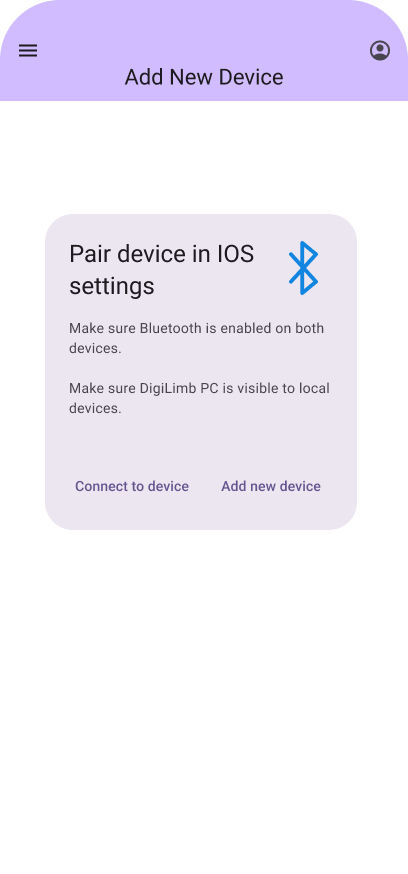 Add New Device
Pair device in IOS
settings
Make sure Bluetooth is enabled on both
devices.
Make sure DigiLimb PC is visible to local
devices.
Connect to device
Add new device